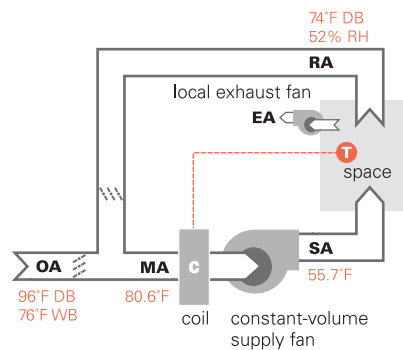 74°F DB
52% RH
RA
local exhaust fan
EA
T
space
OA
MA
C
SA
96°F DB
76°F WB
80.6°F
55.7°F
coil
constant-volume
supply fan